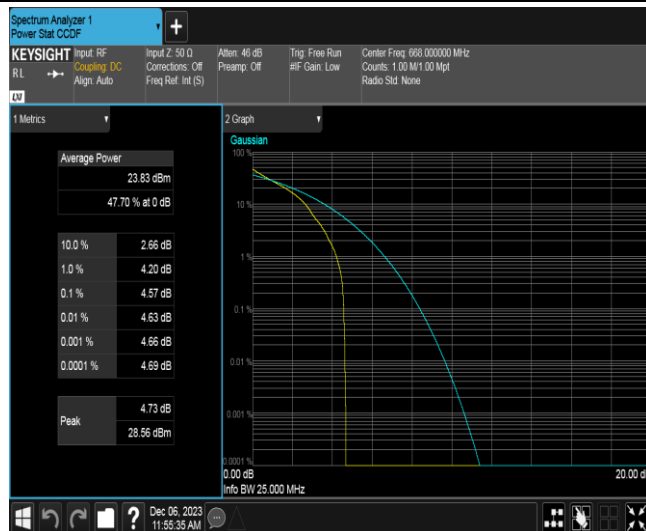 Spectrum Analyzer 1
Power Stat CCDF
+
KEYSIGHT
RL
Input: RF
Coupling: DC
Align: Auto
Input Z: 50 Ω
Corrections: Off
Freq Ref: Int (S)
Atten: 46 dB
Preamp: Off
Trig: Free Run
#IF Gain: Low
Center Freq: 668.000000 MHz
Counts: 1.00 M/1.00 Mpt
Radio Std: None
1 Metrics
Average Power
23.83 dBm
47.70 % at 0 dB
10.0 % 2.66 dB
1.0 % 4.20 dB
0.1 % 4.57 dB
0.01 % 4.63 dB
0.001 % 4.66 dB
0.0001 % 4.69 dB
Peak
4.73 dB
28.56 dBm
2 Graph
Gaussian
100 %
10 %
1 %
0.1 %
0.01 %
0.001 %
0.0001 %
0.00 dB
20.00 d
Info BW 25.000 MHz
?
Dec 06, 2023
11:55:35 AM